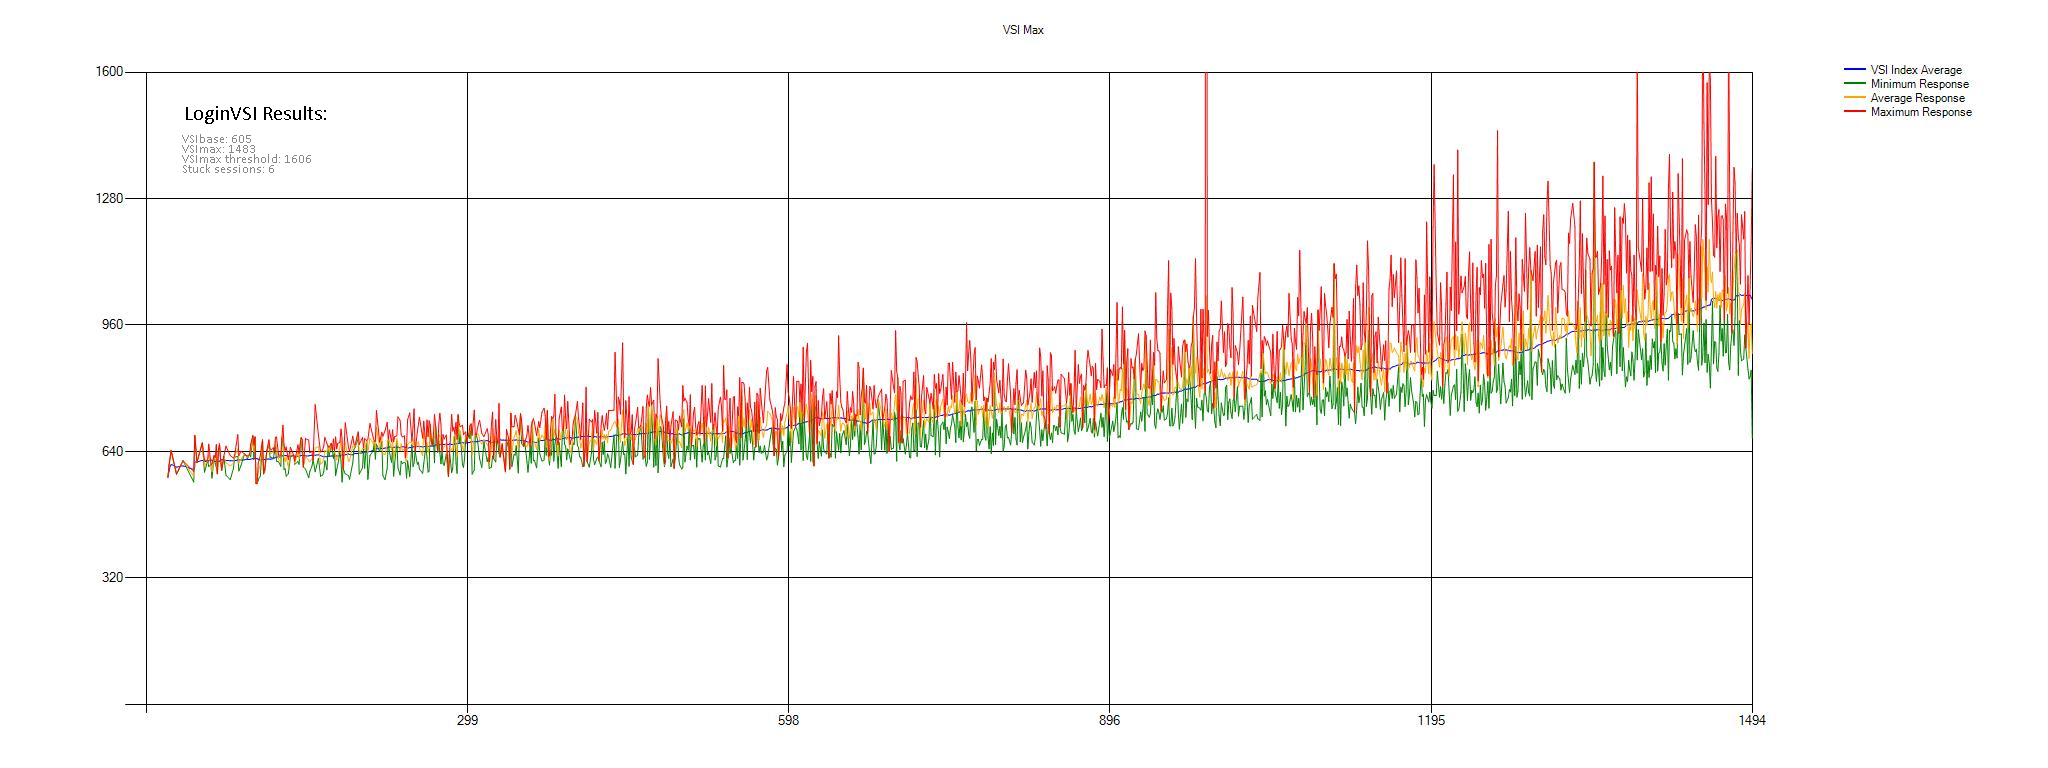 VSI Max
1600
1280
960
640
320
LoginVSI Results:
VSIbase: 605
VSImax: 1483
VSImax threshold: 1606
Stuck sessions: 6
VSI Index Average
Minimum Response
Average Response
Maximum Response
299
598
896
1195
1494